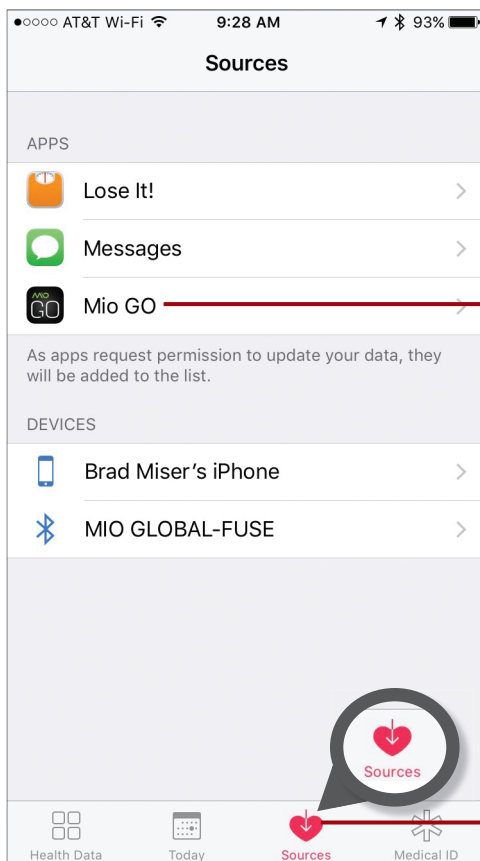 AT&T Wi-Fi 9:28 AM 93%
Sources
APPS
Lose It!
Messages
MIO
GO
Mio GO
As apps request permission to update your data, they
will be added to the list.
DEVICES
Brad Miser's iPhone
MIO GLOBAL-FUSE
Sources
Health Data Today Sources Medical ID